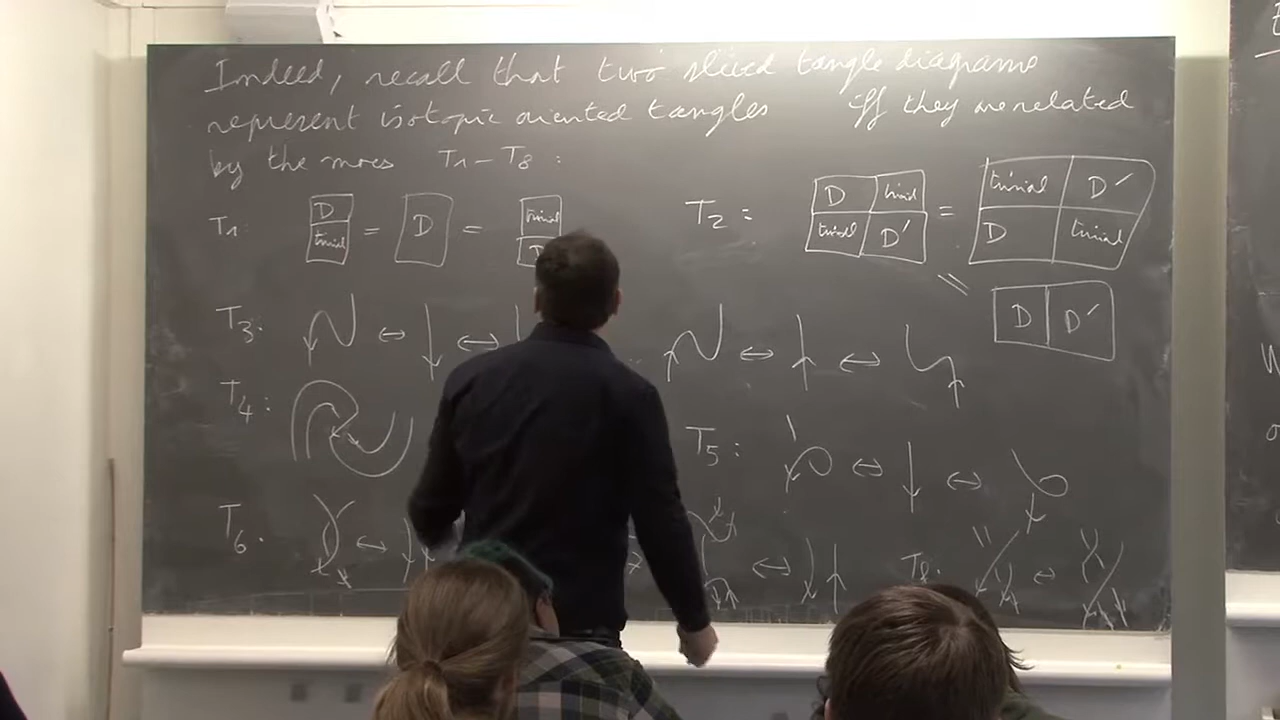 Indeed, recall that two sliced tangle diagrams
represent isotopic oriented tangles iff they are related
by the moves T1 - T8 :
T1: D trivial = D = trivial D
T2 : D trivial trivial D' = trivial D' D trivial
= D D'
T3: ⇔ ⇔ ⇔ ⇔
T4 :
T5 : ⇔ ⇔
T6. ⇔
7 ⇔
T8. ⇔